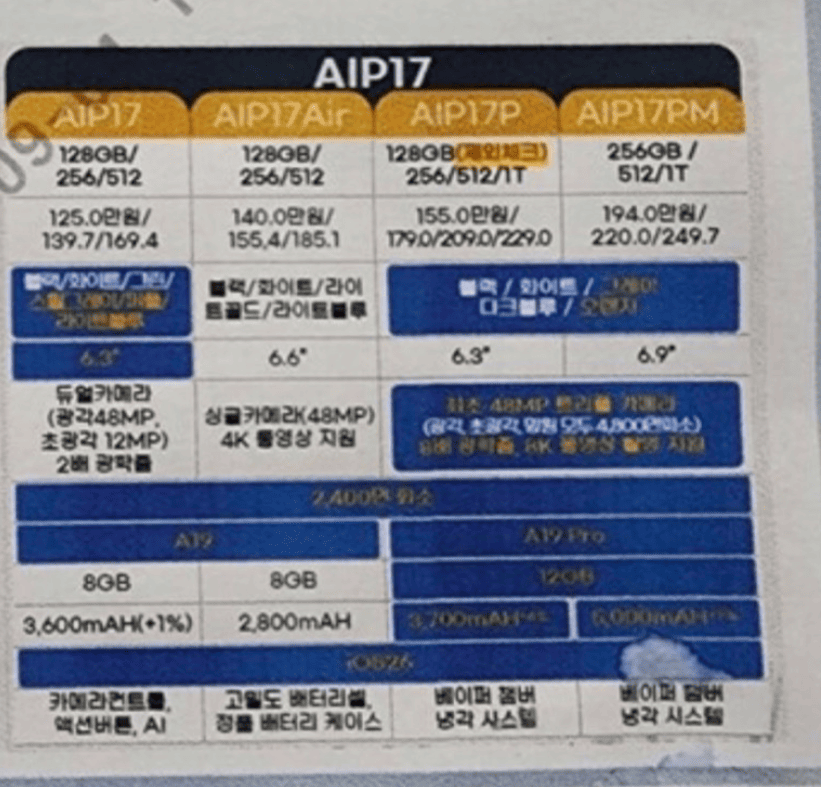 AIP17
AIP17 AIP17Air AIP17P AIP17PM
128GB/ 128GB/ 128GB(제외체크) 256GB /
256/512 256/512 256/512/1T 512/1T
125.0만원/ 140.0만원/ 155.0만원/ 194.0만원/
139.7/169.4 155.4/185.1 179.0/209.0/229.0 220.0/249.7
블랙/화이트/그린/
스틸그레이/퍼플/
라이트블루
블랙/화이트/라이
트골드/라이트블루
블랙 / 화이트 / 그레이
다크블루 / 오렌지
6.3" 6.6" 6.3" 6.9"
듀얼카메라
(광각48MP,
초광각 12MP)
2배 광학줌
싱글카메라(48MP)
4K 동영상 지원
최초 48MP 트리플 카메라
(광각, 초광각, 망원 모두 4,800만화소)
8배 광학줌, 8K 동영상 촬영 지원
2,400만 화소
A19 A19 Pro
8GB 8GB 12GB
3,600mAH(+1%) 2,800mAH 3,700mAH 5,000mAH
iOS26
카메라컨트롤,
액션버튼, AI
고밀도 배터리셀,
정품 배터리 케이스
베이퍼 챔버
냉각 시스템
베이퍼 챔버
냉각 시스템